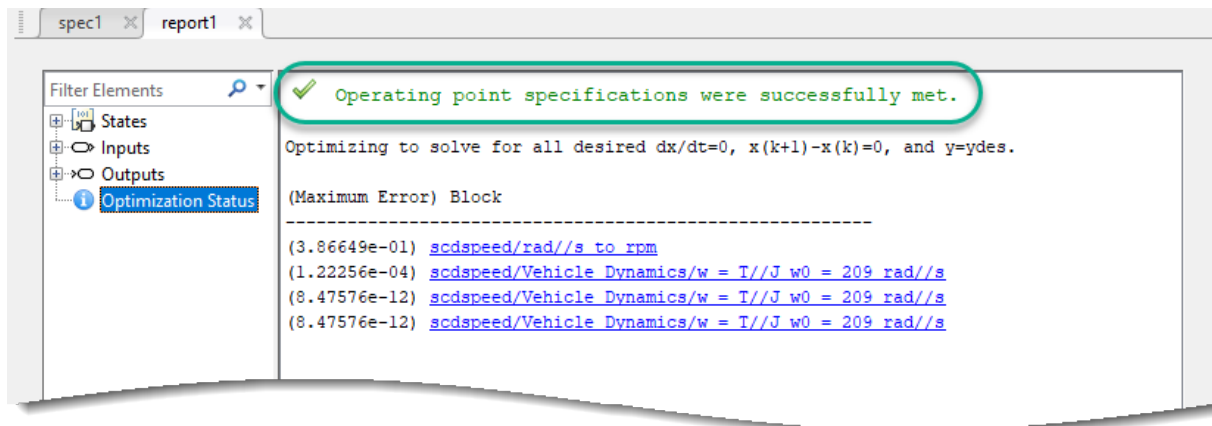 spec1 report1
Filter Elements
States
Inputs
Outputs
Optimization Status
Operating point specifications were successfully met.
Optimizing to solve for all desired dx/dt=0, x(k+1)-x(k)=0, and y=ydes.
(Maximum Error) Block
---------------------------------------------------------
(3.86649e-01) scdspeed/rad//s to rpm
(1.22256e-04) scdspeed/Vehicle Dynamics/w = T//J w0 = 209 rad//s
(8.47576e-12) scdspeed/Vehicle Dynamics/w = T//J w0 = 209 rad//s
(8.47576e-12) scdspeed/Vehicle Dynamics/w = T//J w0 = 209 rad//s